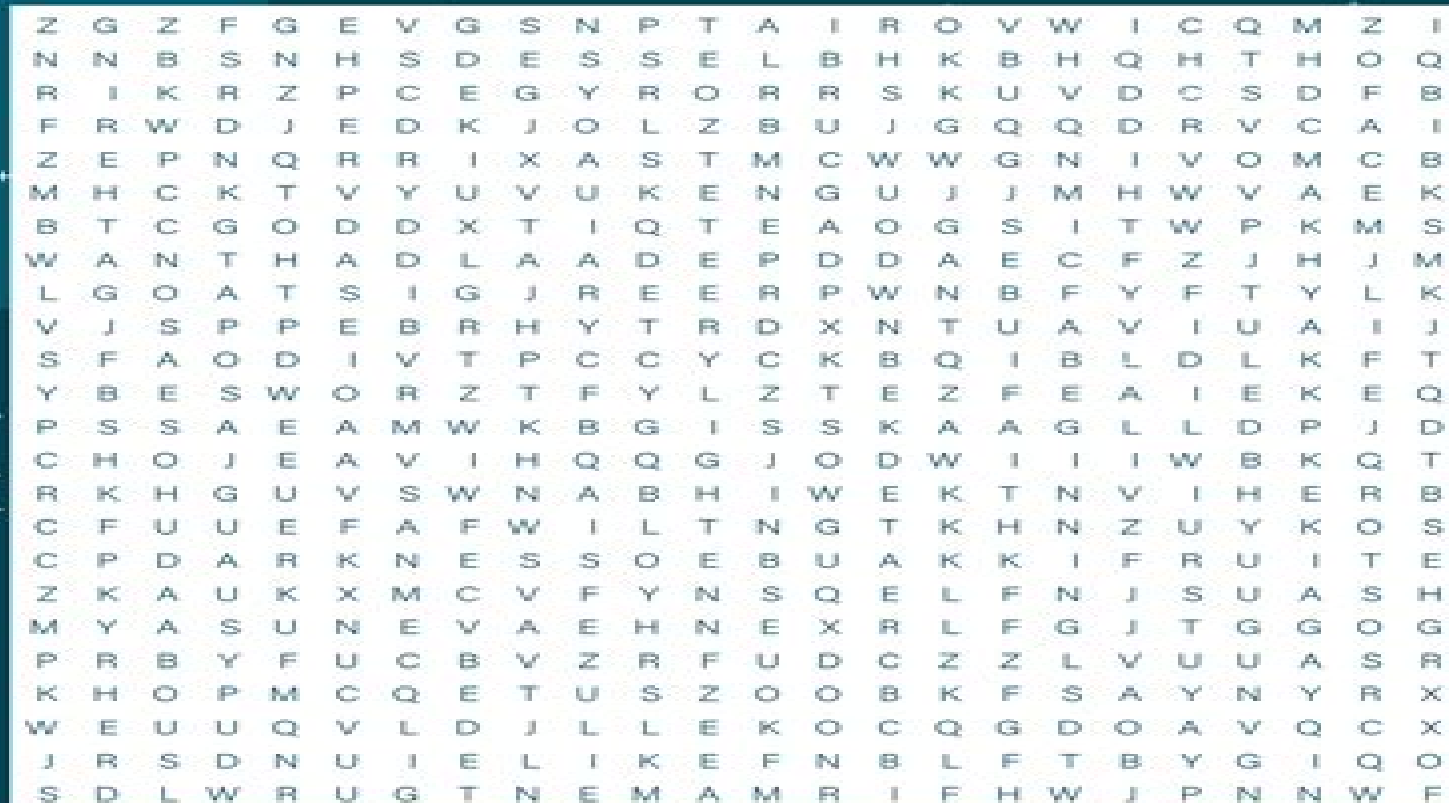 Z G Z F G E V G S N P T A I R O V W I C Q M Z I
N N B S N H S D E S S E L B H K B H Q H T H O Q
R I K R Z P C E G Y R O R R S K U V D C S D F B
F R W D J E D K J O L Z B U J G Q Q D R V C A I
Z E P N Q R R I X A S T M C W W G N I V O M C B
M H C K T V Y U V U K E N G U J J M H W V A E K
B T C G O D D X T I Q T E A O G S I T W P K M S
W A N T H A D L A A D E P D D A E C F Z J H J M
L G O A T S I G J R E E R P W N B F Y F T Y L K
V J S P P E B R H Y T R D X N T U A V I U A I J
S F A O D I V T P C C Y C K B Q I B L D L K F T
Y B E S W O R Z T F Y L Z T E Z F E A I E K E Q
P S S A E A M W K B G I S S K A A G L L D P J D
C H O J E A V I H Q Q G J O D W I I I W B K Q T
R K H G U V S W N A B H I W E K T N V I H E R B
C F U U E F A F W I L T N G T K H N Z U Y K O S
C P D A R K N E S S O E B U A K K I F R U I T E
Z K A U K X M C V F Y N S Q E L F N J S U A S H
M Y A S U N E V A E H N E X R L F G J T G G O G
P R B Y F U C B V Z R F U D C Z Z L V U U A S R
K H O P M C Q E T U S Z O O B K F S A Y N Y R X
W E U U Q V L D J L L E K O C Q G D O A V Q C X
J R S D N U I E L I K E F N B L F T B Y G I Q O
S D L W R U G T N E M A M R I F H W J P N N W F